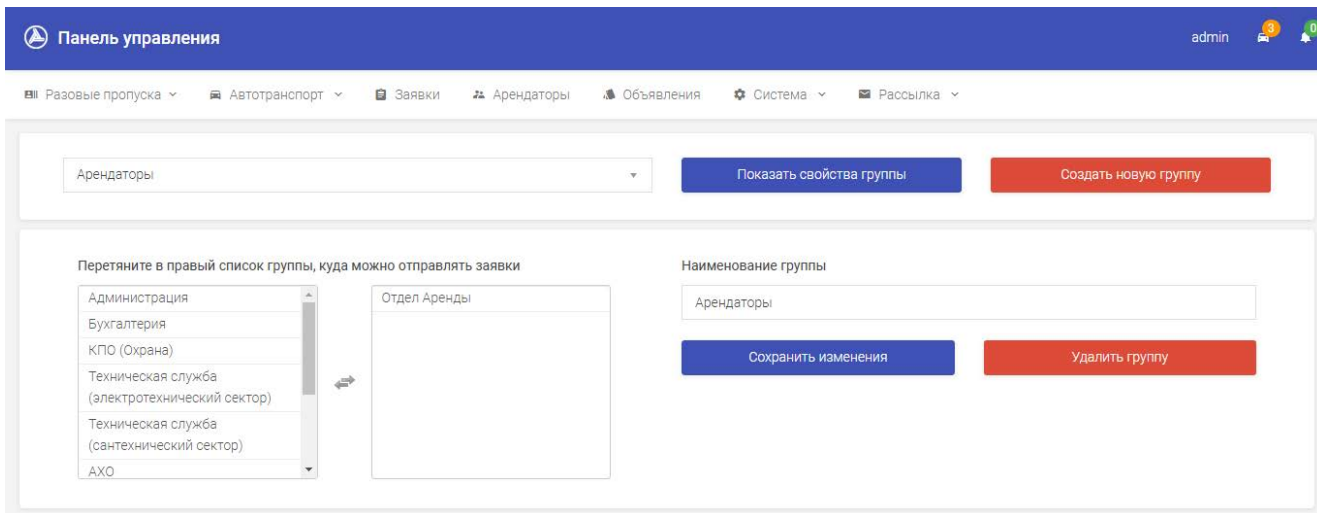 Панель управления
admin
3
0
Разовые пропуска
Автотранспорт
Заявки
Арендаторы
Объявления
Система
Рассылка
Арендаторы
Показать свойства группы
Создать новую группу
Перетяните в правый список группы, куда можно отправлять заявки
Администрация
Бухгалтерия
КПО (Охрана)
Техническая служба
(электротехнический сектор)
Техническая служба
(сантехнический сектор)
АХО
Отдел Аренды
Наименование группы
Арендаторы
Сохранить изменения
Удалить группу